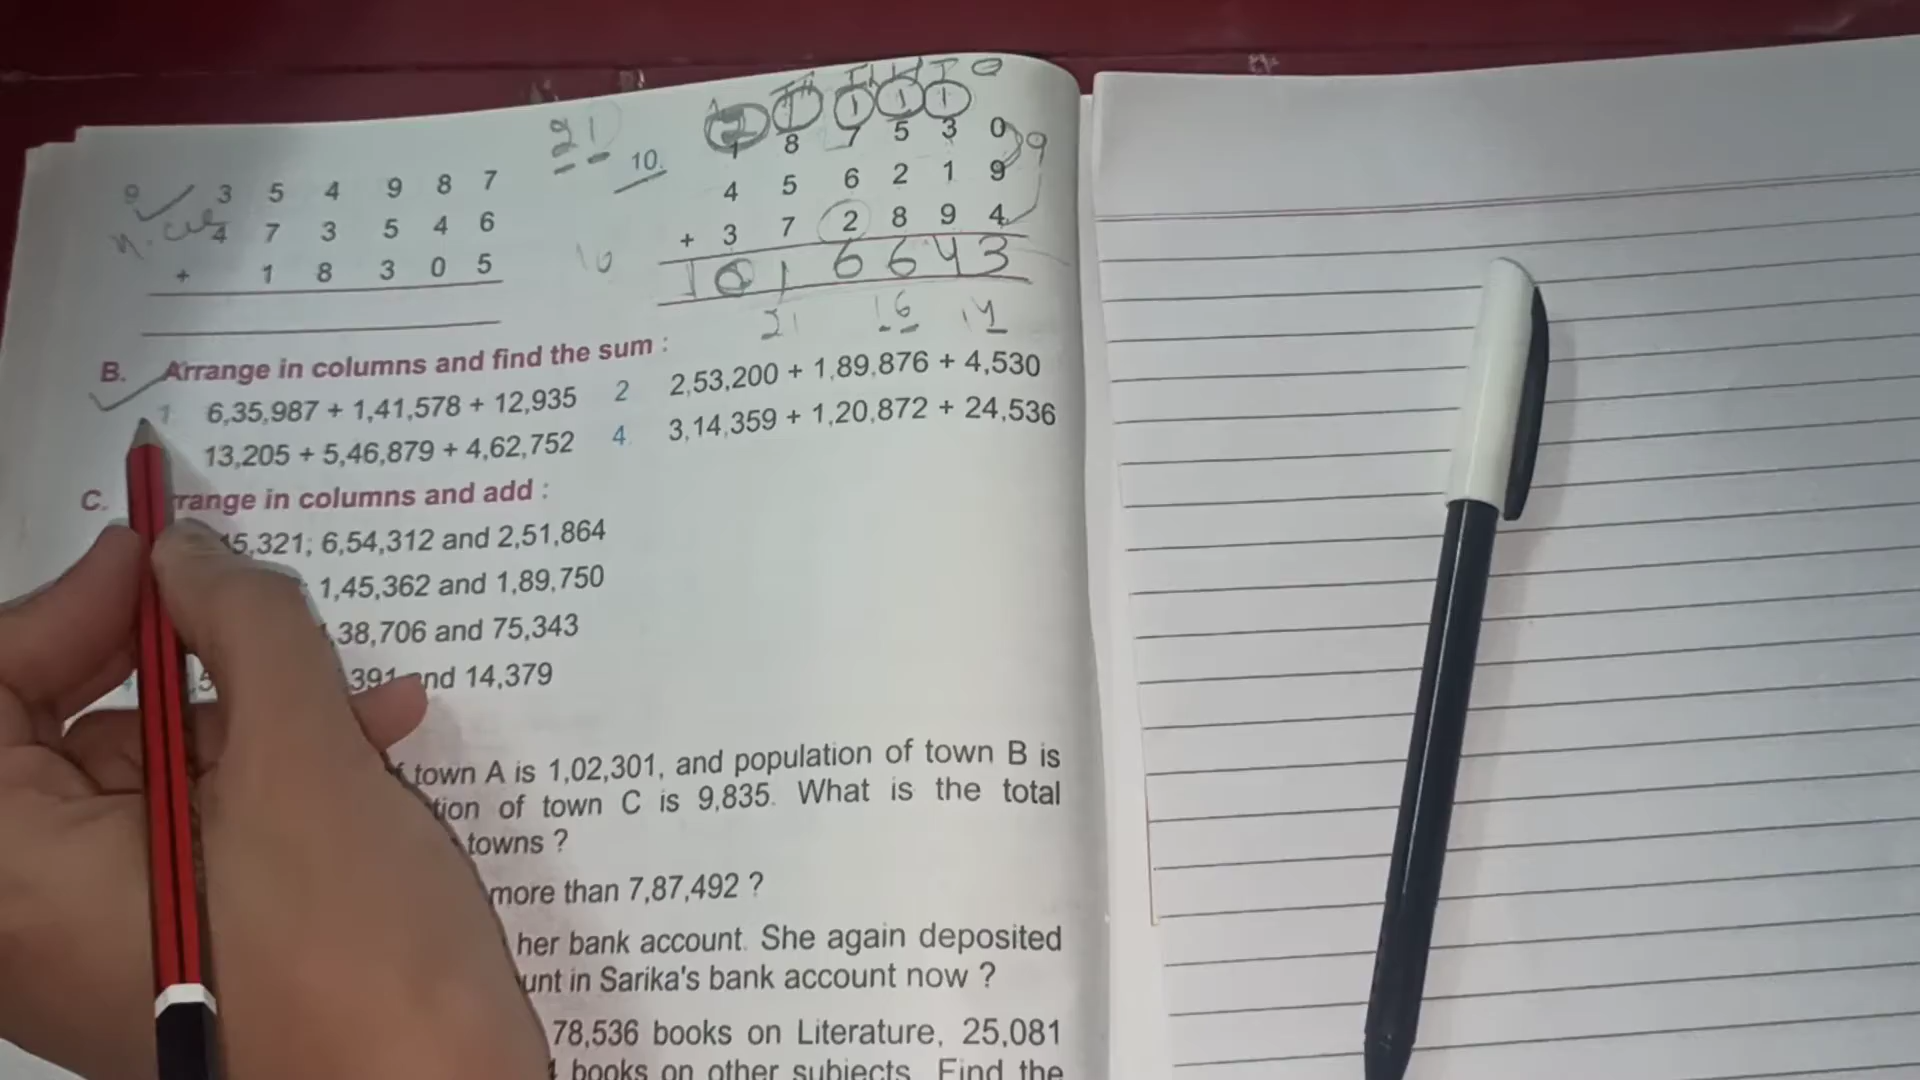 21
10.
1 8 7 5 3 0
4 5 6 2 1 9
+ 3 7 2 8 9 4
1 0 1 6 6 4 3
21 16 14
9
3 5 4 9 8 7
4 7 3 5 4 6
+ 1 8 3 0 5
B. Arrange in columns and find the sum :
1. 6,35,987 + 1,41,578 + 12,935
2 2,53,200 + 1,89,876 + 4,530
13,205 + 5,46,879 + 4,62,752
4. 3,14,359 + 1,20,872 + 24,536
C. rrange in columns and add :
5,321; 6,54,312 and 2,51,864
1,45,362 and 1,89,750
38,706 and 75,343
391 and 14,379
town A is 1,02,301, and population of town B is
tion of town C is 9,835. What is the total
towns ?
more than 7,87,492 ?
her bank account. She again deposited
unt in Sarika's bank account now ?
78,536 books on Literature, 25,081
books on other subjects. Find the